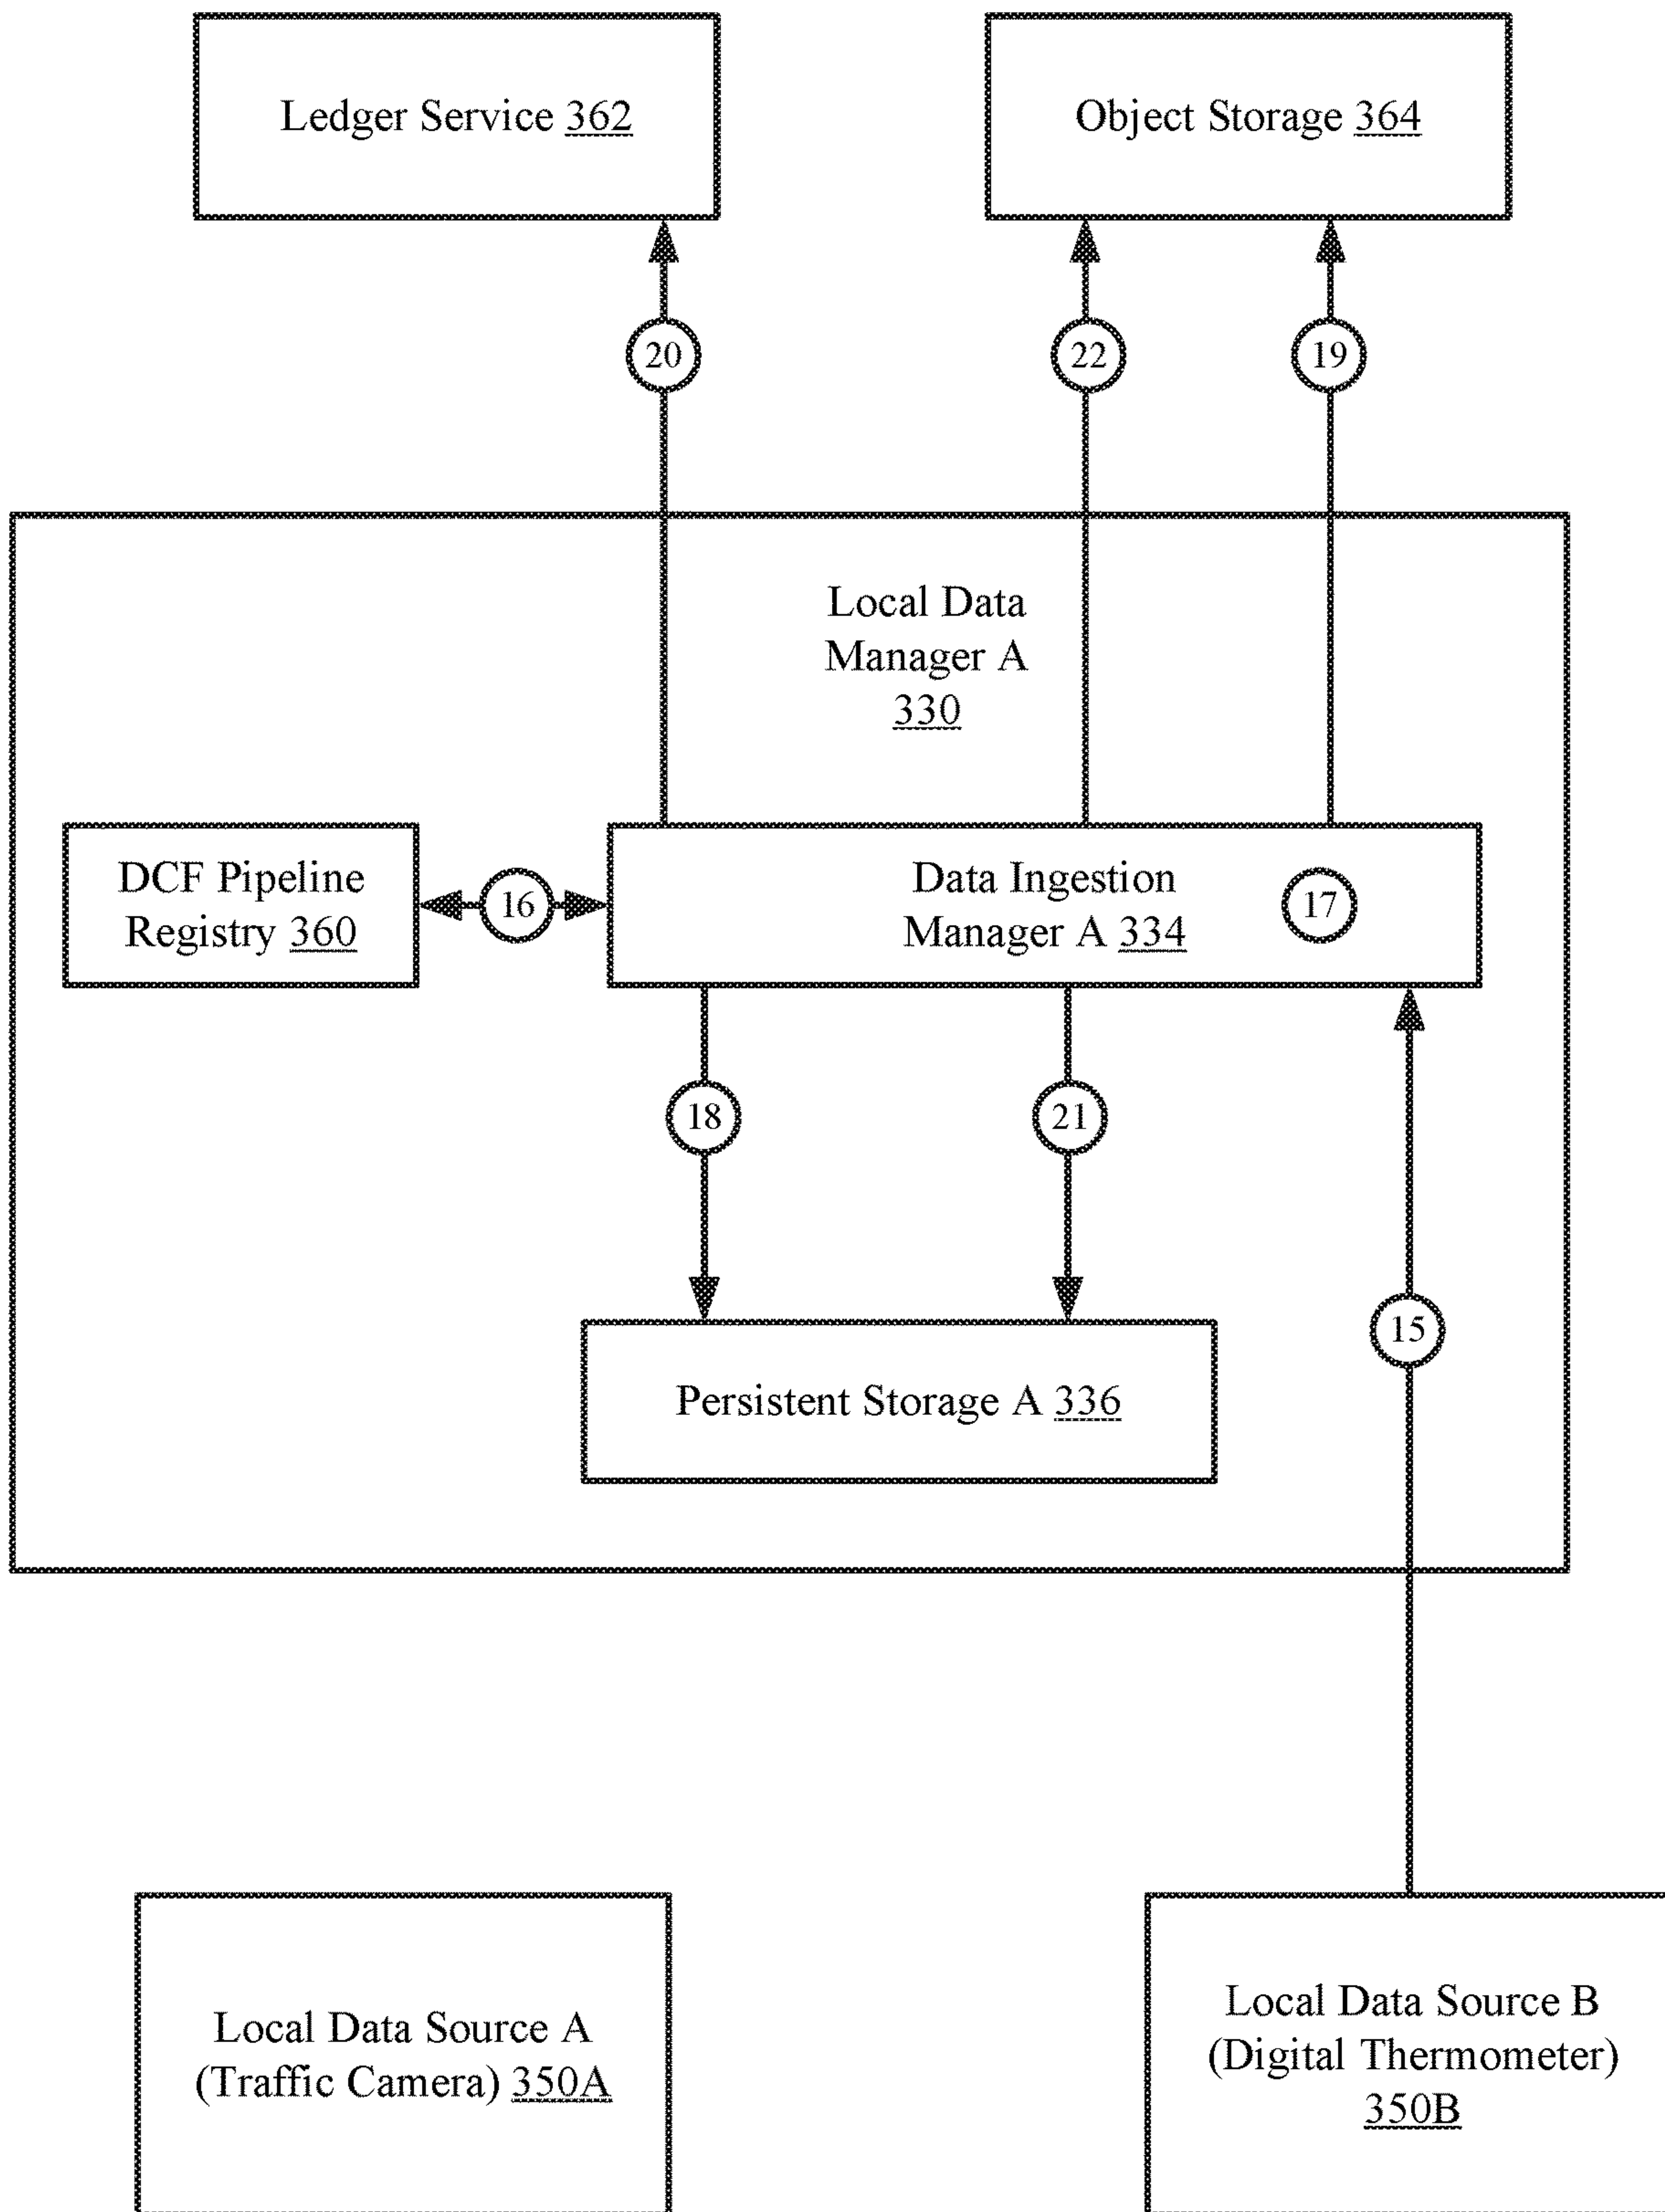 Ledger Service 362
Object Storage 364
20
22
19
Local Data
Manager A
330
DCF Pipeline
Registry 360
16
Data Ingestion
Manager A 334
17
18
21
15
Persistent Storage A 336
Local Data Source A
(Traffic Camera) 350A
Local Data Source B
(Digital Thermometer)
350B